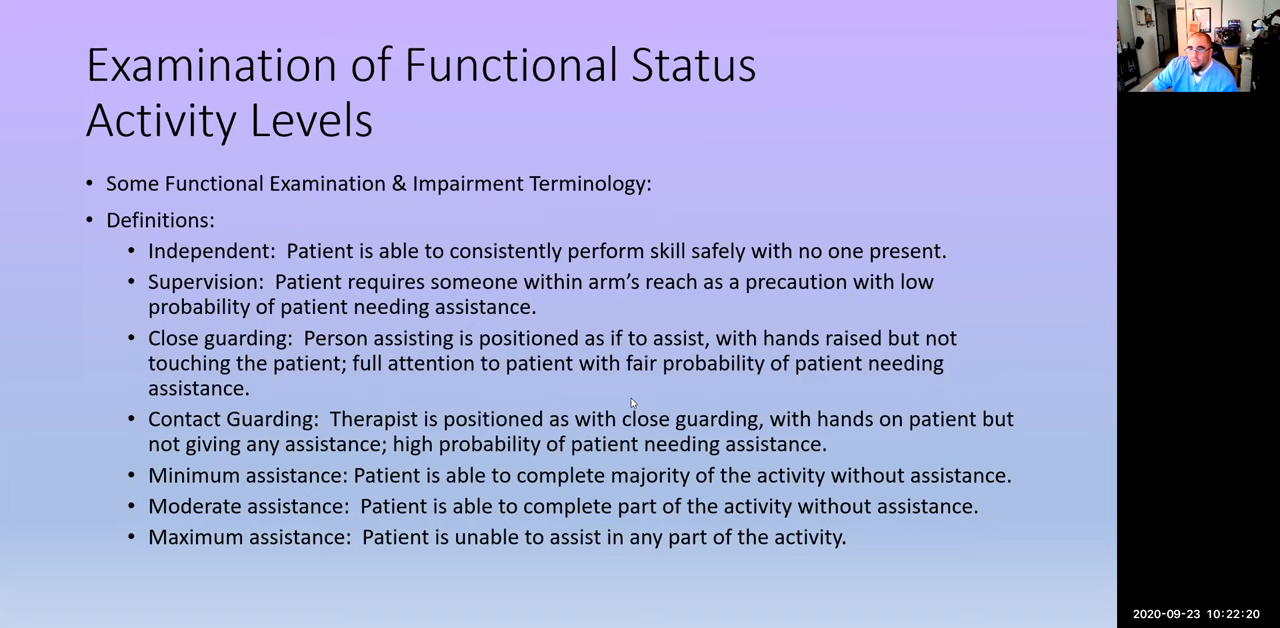 Examination of Functional Status
Activity Levels
• Some Functional Examination & Impairment Terminology:
• Definitions:
• Independent:  Patient is able to consistently perform skill safely with no one present.
• Supervision:  Patient requires someone within arm’s reach as a precaution with low
probability of patient needing assistance.
• Close guarding:  Person assisting is positioned as if to assist, with hands raised but not
touching the patient; full attention to patient with fair probability of patient needing
assistance.
• Contact Guarding:  Therapist is positioned as with close guarding, with hands on patient but
not giving any assistance; high probability of patient needing assistance.
• Minimum assistance: Patient is able to complete majority of the activity without assistance.
• Moderate assistance:  Patient is able to complete part of the activity without assistance.
• Maximum assistance:  Patient is unable to assist in any part of the activity.
2020-09-23 10:22:20